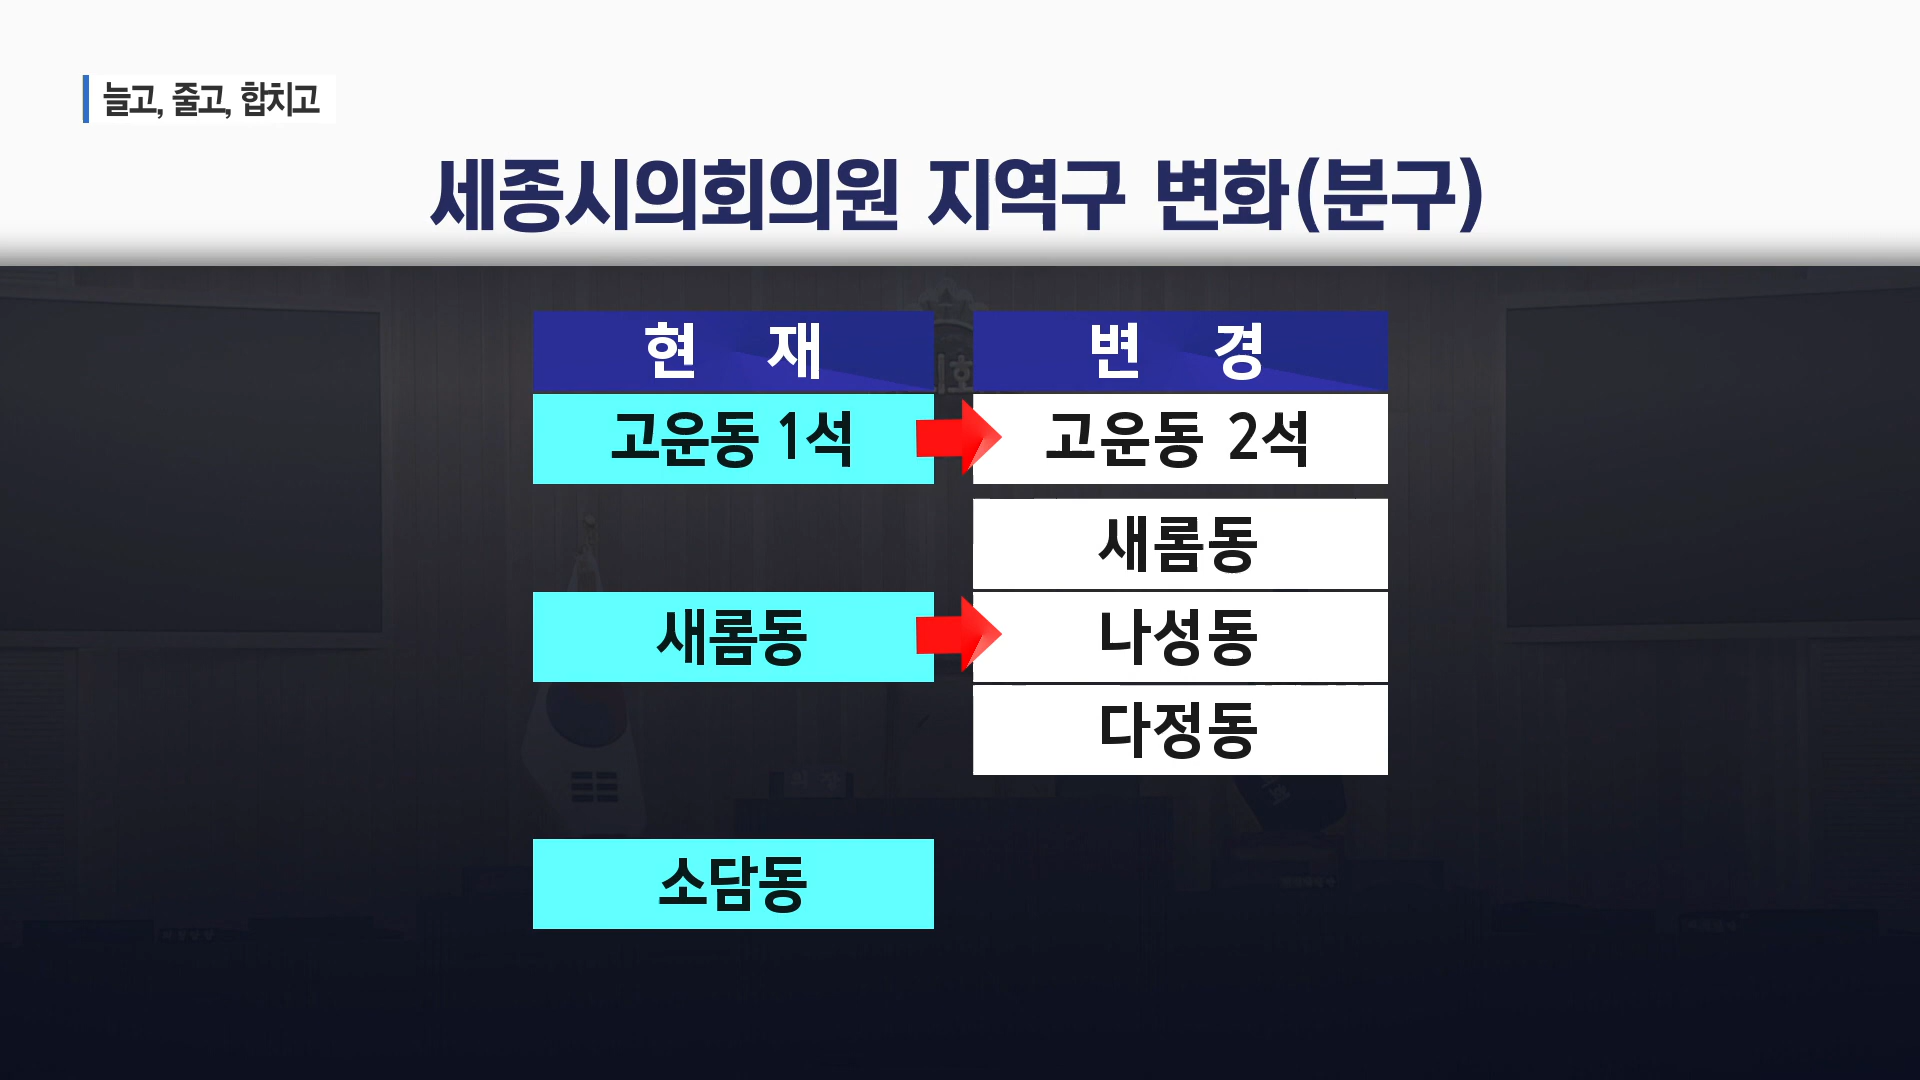 늘고, 줄고, 합치고
세종시의회의원 지역구 변화(분구)
현 재
변 경
고운동 1석
고운동 2석
새롬동
새롬동
나성동
다정동
소담동